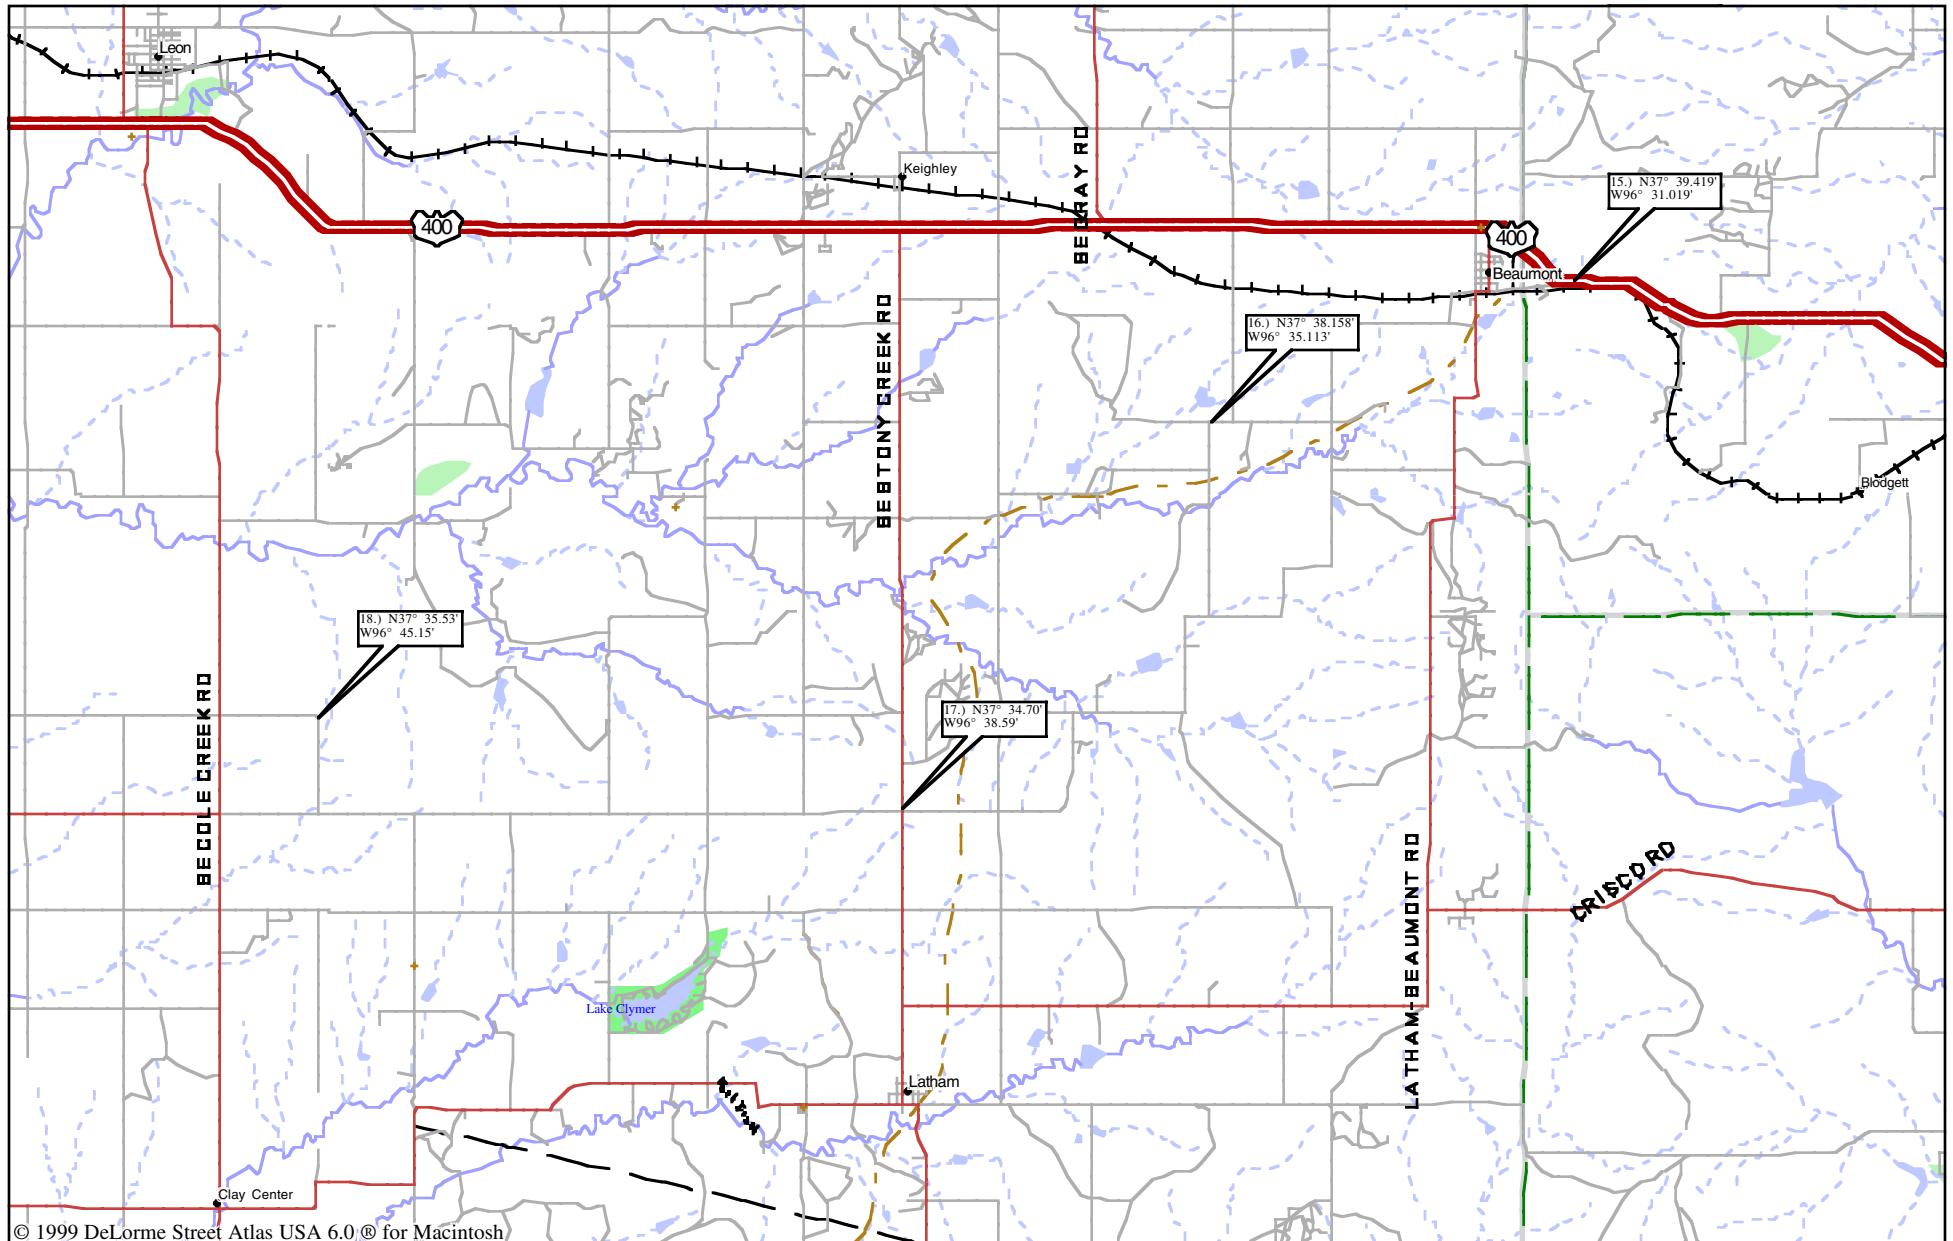 Leon
Keighley
BEGRAY RD
400
400
Beaumont
15.) N37° 39.419'
W96° 31.019'
16.) N37° 38.158'
W96° 35.113'
BEBTONY CREEK RD
Blodgett
18.) N37° 35.53'
W96° 45.15'
BECOLE CREEK RD
17.) N37° 34.70'
W96° 38.59'
LATHAM-BEAUMONT RD
CRISCO RD
Lake Clymer
Latham
Clay Center
© 1999 DeLorme Street Atlas USA 6.0 ® for Macintosh